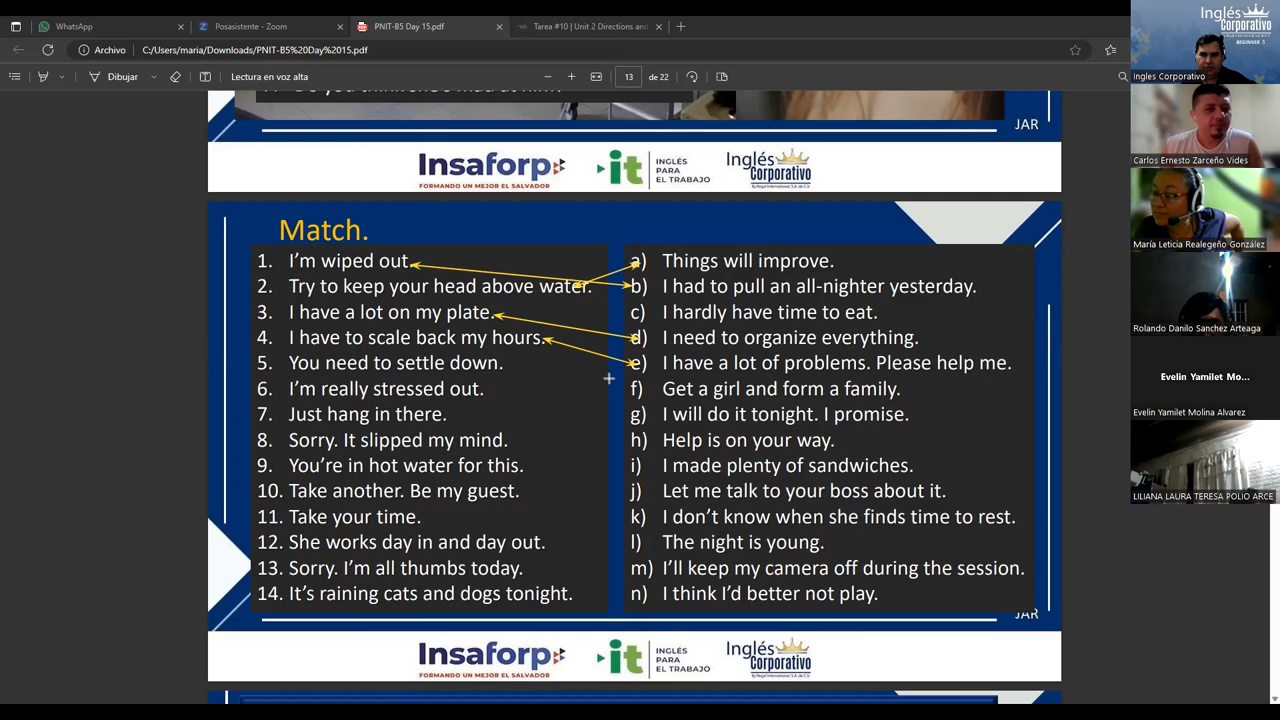 WhatsApp
Posasistente - Zoom
PNIT-B5 Day 15.pdf
Tarea #10 | Unit 2 Directions and
Archivo
C:/Users/maria/Downloads/PNIT-B5%20Day%2015.pdf
Dibujar
Lectura en voz alta
13 de 22
JAR
Insaforp
FORMANDO UN MEJOR EL SALVADOR
it
INGLÉS
PARA
EL TRABAJO
Inglés
Corporativo
Match.
1. I'm wiped out.
2. Try to keep your head above water.
3. I have a lot on my plate.
4. I have to scale back my hours.
5. You need to settle down.
6. I'm really stressed out.
7. Just hang in there.
8. Sorry. It slipped my mind.
9. You're in hot water for this.
10. Take another. Be my guest.
11. Take your time.
12. She works day in and day out.
13. Sorry. I'm all thumbs today.
14. It's raining cats and dogs tonight.
a) Things will improve.
b) I had to pull an all-nighter yesterday.
c) I hardly have time to eat.
d) I need to organize everything.
e) I have a lot of problems. Please help me.
f) Get a girl and form a family.
g) I will do it tonight. I promise.
h) Help is on your way.
i) I made plenty of sandwiches.
j) Let me talk to your boss about it.
k) I don't know when she finds time to rest.
l) The night is young.
m) I'll keep my camera off during the session.
n) I think I'd better not play.
JAR
Insaforp
FORMANDO UN MEJOR EL SALVADOR
it
INGLÉS
PARA
EL TRABAJO
Inglés
Corporativo
Inglés
Corporativo
BEGINNER 5
Ingles Corporativo
Carlos Ernesto Zarceño Vides
María Leticia Realegeño González
Rolando Danilo Sanchez Arteaga
Evelin Yamilet Mo...
Evelin Yamilet Molina Alvarez
LILIANA LAURA TERESA POLIO ARCE